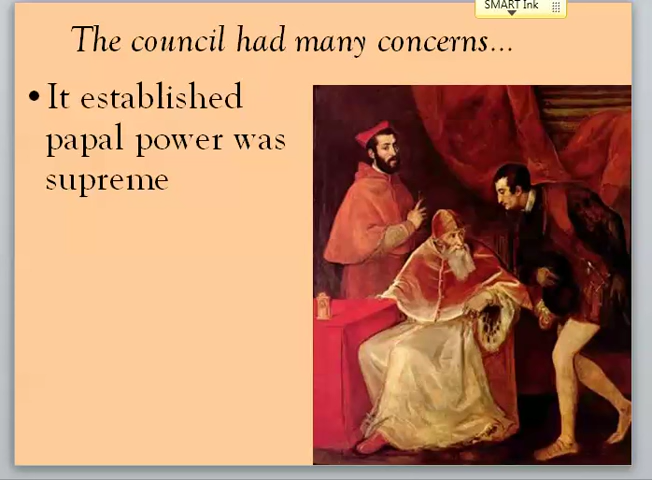 SMART Ink
The council had many concerns...
• It established
papal power was
supreme